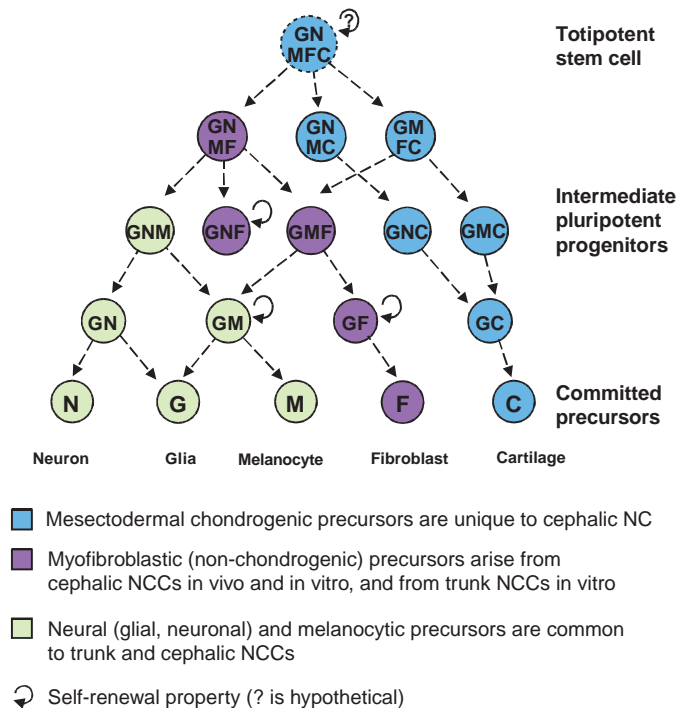 ?
GN
MFC
Totipotent
stem cell
GN
MF
GN
MC
GM
FC
Intermediate
pluripotent
progenitors
GNM
GNF
GMF
GNC
GMC
GN
GM
GF
GC
N
G
M
F
C
Committed
precursors
Neuron
Glia
Melanocyte
Fibroblast
Cartilage
Mesectodermal chondrogenic precursors are unique to cephalic NC
Myofibroblastic (non-chondrogenic) precursors arise from
cephalic NCCs in vivo and in vitro, and from trunk NCCs in vitro
Neural (glial, neuronal) and melanocytic precursors are common
to trunk and cephalic NCCs
Self-renewal property (? is hypothetical)